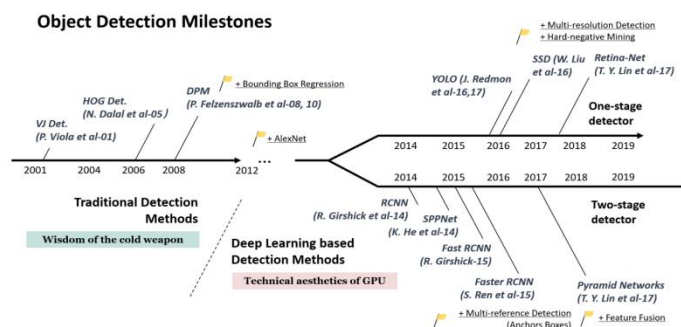 Object Detection Milestones
+ Multi-resolution Detection
+ Hard-negative Mining
+ Bounding Box Regression
SSD (W. Liu
et al-16)
Retina-Net
(T. Y. Lin et al-17)
YOLO (J. Redmon
et al-16,17)
DPM
(P. Felzenszwalb et al-08, 10)
HOG Det.
(N. Dalal et al-05)
VJ Det.
(P. Viola et al-01)
+ AlexNet
One-stage
detector
2014 2015 2016 2017 2018 2019
2001 2004 2006 2008 2012 ...
2014 2015 2016 2017 2018 2019
Two-stage
detector
Traditional Detection
Methods
Wisdom of the cold weapon
Deep Learning based
Detection Methods
Technical aesthetics of GPU
RCNN
(R. Girshick et al-14)
SPPNet
(K. He et al-14)
Fast RCNN
(R. Girshick-15)
Faster RCNN
(S. Ren et al-15)
Pyramid Networks
(T. Y. Lin et al-17)
+ Multi-reference Detection
(Anchors Boxes)
+ Feature Fusion